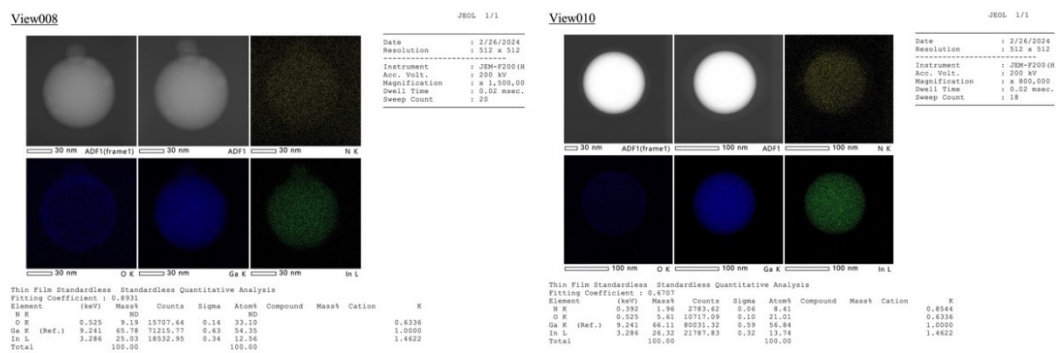 View008
JEOL 1/1
Date : 2/26/2024
Resolution : 512 x 512
Instrument : JEM-F200(H
Acc. Volt. : 200 kV
Magnification : x 1,500,00
Dwell Time : 0.02 msec.
Sweep Count : 20
30 nm ADF1(frame1) 30 nm ADF1 30 nm N K
30 nm O K 30 nm Ga K 30 nm In L
Thin Film Standardless Standardless Quantitative Analysis
Fitting Coefficient : 0.8931
Element (keV) Mass% Counts Sigma Atom% Compound Mass% Cation K
N K ND ND
O K 0.525 9.19 15707.64 0.14 33.10 0.6336
Ga K (Ref.) 9.241 65.78 71215.77 0.63 54.35 1.0000
In L 3.286 25.03 18532.95 0.34 12.56 1.4622
Total 100.00 100.00
View010
JEOL 1/1
Date : 2/26/2024
Resolution : 512 x 512
Instrument : JEM-F200(H
Acc. Volt. : 200 kV
Magnification : x 800,000
Dwell Time : 0.02 msec.
Sweep Count : 18
30 nm ADF1(frame1) 100 nm ADF1 100 nm N K
100 nm O K 100 nm Ga K 100 nm In L
Thin Film Standardless Standardless Quantitative Analysis
Fitting Coefficient : 0.6707
Element (keV) Mass% Counts Sigma Atom% Compound Mass% Cation K
N K 0.392 1.96 2783.62 0.06 8.41 0.8544
O K 0.525 5.61 10717.09 0.10 21.01 0.6336
Ga K (Ref.) 9.241 66.11 80031.32 0.59 56.84 1.0000
In L 3.286 26.32 21787.83 0.32 13.74 1.4622
Total 100.00 100.00